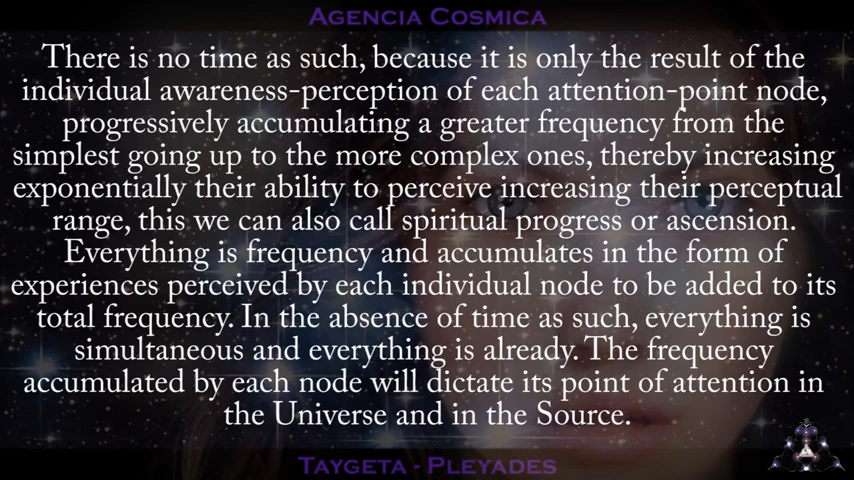 AGENCIA COSMICA
There is no time as such, because it is only the result of the
individual awareness-perception of each attention-point node,
progressively accumulating a greater frequency from the
simplest going up to the more complex ones, thereby increasing
exponentially their ability to perceive increasing their perceptual
range, this we can also call spiritual progress or ascension.
Everything is frequency and accumulates in the form of
experiences perceived by each individual node to be added to its
total frequency. In the absence of time as such, everything is
simultaneous and everything is already. The frequency
accumulated by each node will dictate its point of attention in
the Universe and in the Source.
TAYGETA - PLEYADES